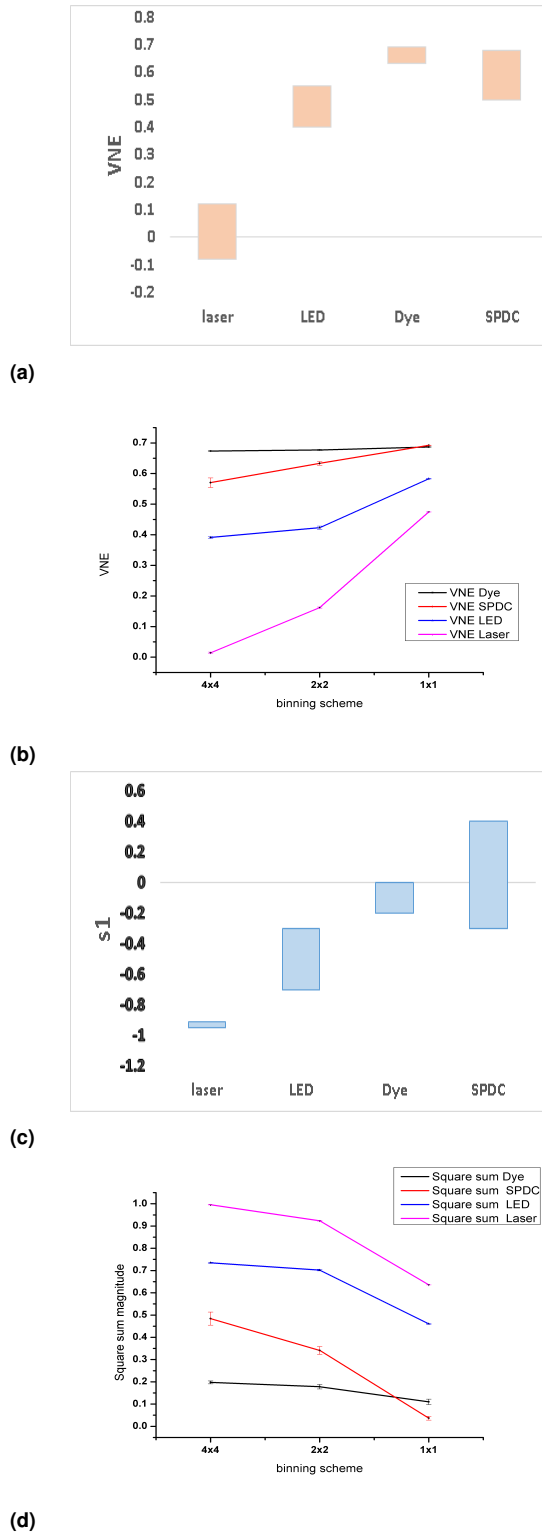 0.8
0.7
0.6
0.5
0.4
0.3
0.2
0.1
0
-0.1
-0.2
VNE
laser LED Dye SPDC
(a)
0.7
0.6
0.5
0.4
0.3
0.2
0.1
0.0
VNE
VNE Dye
VNE SPDC
VNE LED
VNE Laser
4x4 2x2 1x1
binning scheme
(b)
0.6
0.4
0.2
0
-0.2
-0.4
-0.6
-0.8
-1
-1.2
s1
laser LED Dye SPDC
(c)
Square sum Dye
Square sum SPDC
Square sum LED
Square sum Laser
1.0
0.9
0.8
0.7
0.6
0.5
0.4
0.3
0.2
0.1
0.0
Square sum magnitude
4x4 2x2 1x1
binning scheme
(d)